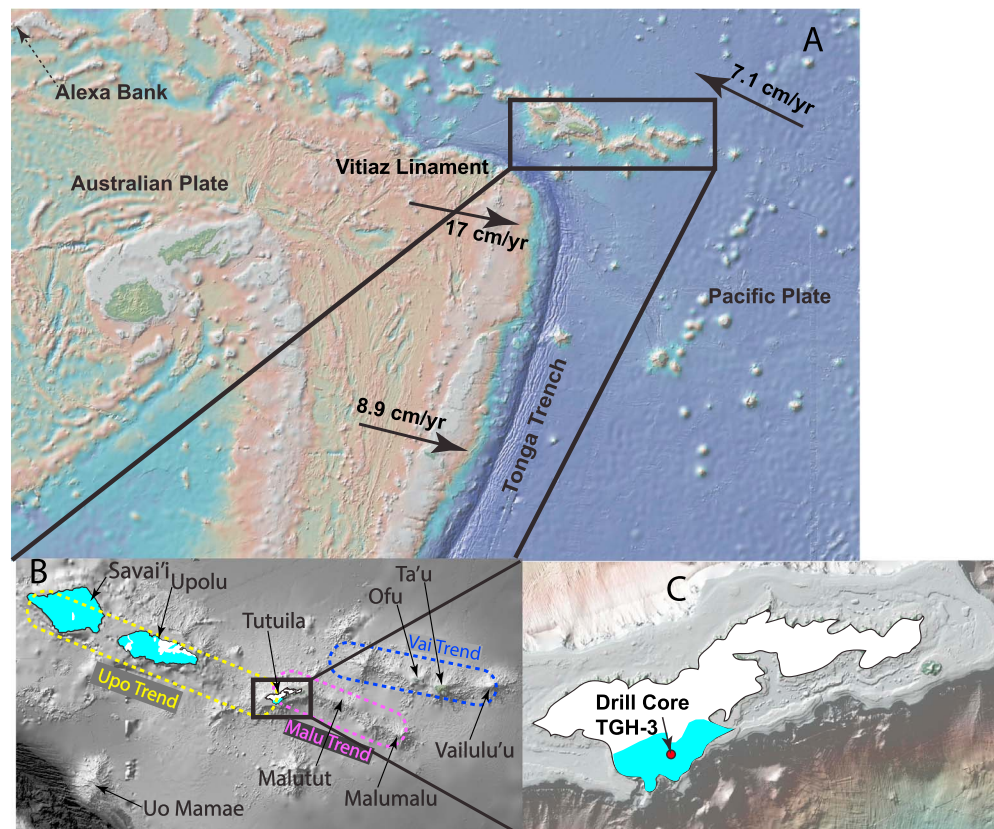 A
Alexa Bank
7.1 cm/yr
Vitiaz Linament
Australian Plate
17 cm/yr
Pacific Plate
8.9 cm/yr
Tonga Trench
B
Savai'i
Upolu
Ta'u
Ofu
Tutuila
Vai Trend
Upo Trend
Malu Trend
Vailulu'u
Malutut
Malumalu
Uo Mamae
C
Drill Core
TGH-3